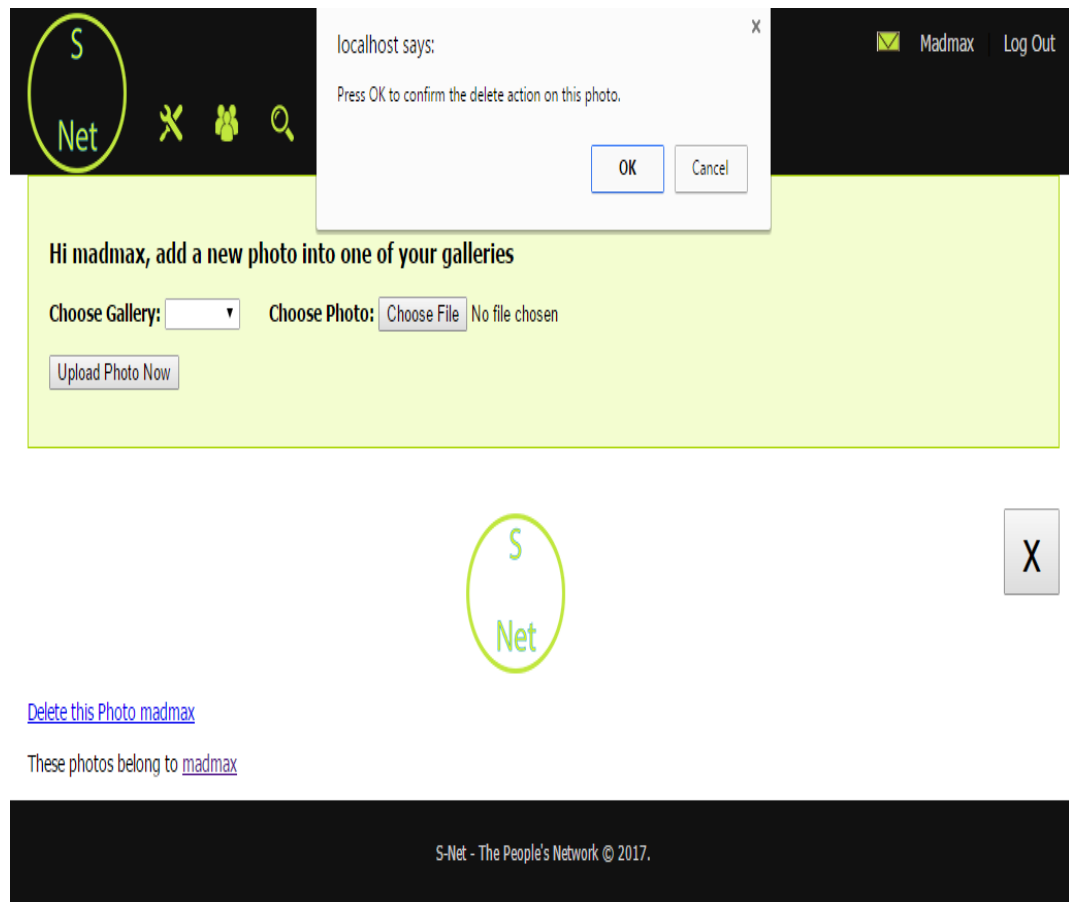 S
Net
localhost says:
X
Press OK to confirm the delete action on this photo.
OK Cancel
Madmax Log Out
Hi madmax, add a new photo into one of your galleries
Choose Gallery: Choose Photo: Choose File No file chosen
Upload Photo Now
S
Net
X
Delete this Photo madmax
These photos belong to madmax
S-Net - The People's Network © 2017.